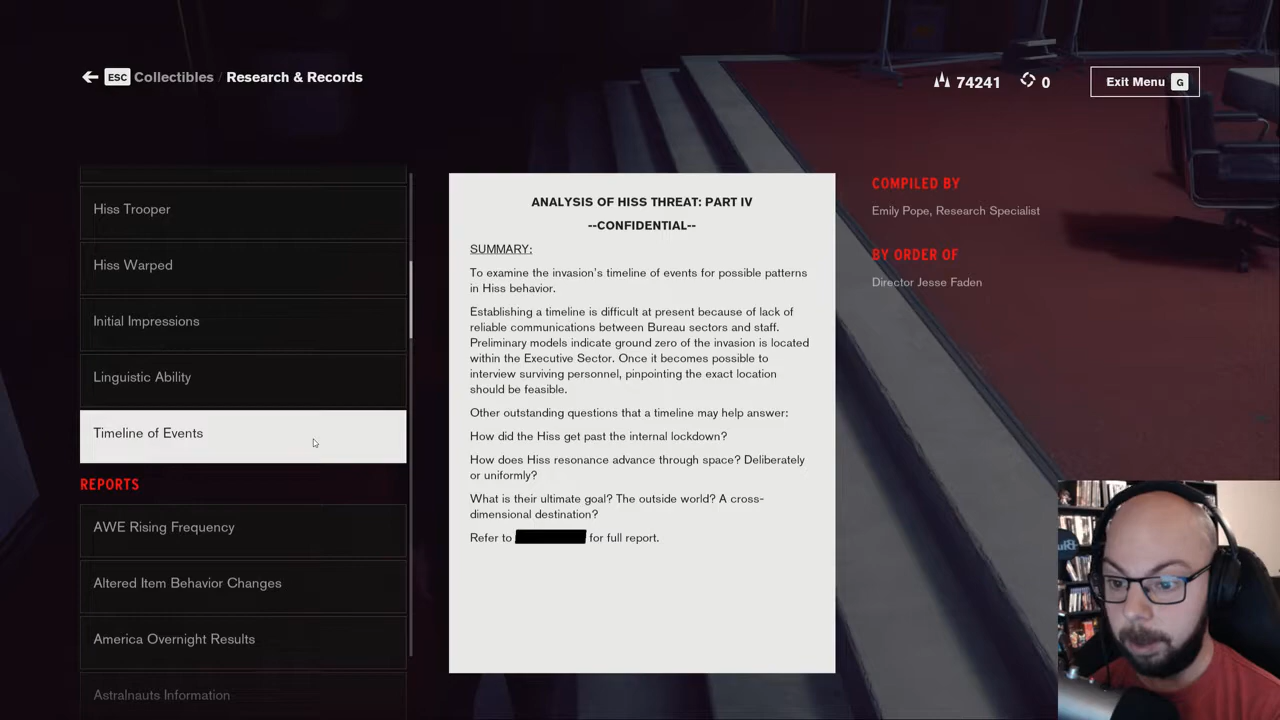 ESC Collectibles / Research & Records
74241 0
Exit Menu G
Hiss Trooper
Hiss Warped
Initial Impressions
Linguistic Ability
Timeline of Events
REPORTS
AWE Rising Frequency
Altered Item Behavior Changes
America Overnight Results
Astralnauts Information
ANALYSIS OF HISS THREAT: PART IV
--CONFIDENTIAL--
SUMMARY:
To examine the invasion's timeline of events for possible patterns
in Hiss behavior.
Establishing a timeline is difficult at present because of lack of
reliable communications between Bureau sectors and staff.
Preliminary models indicate ground zero of the invasion is located
within the Executive Sector. Once it becomes possible to
interview surviving personnel, pinpointing the exact location
should be feasible.
Other outstanding questions that a timeline may help answer:
How did the Hiss get past the internal lockdown?
How does Hiss resonance advance through space? Deliberately
or uniformly?
What is their ultimate goal? The outside world? A cross-
dimensional destination?
Refer to for full report.
COMPILED BY
Emily Pope, Research Specialist
BY ORDER OF
Director Jesse Faden